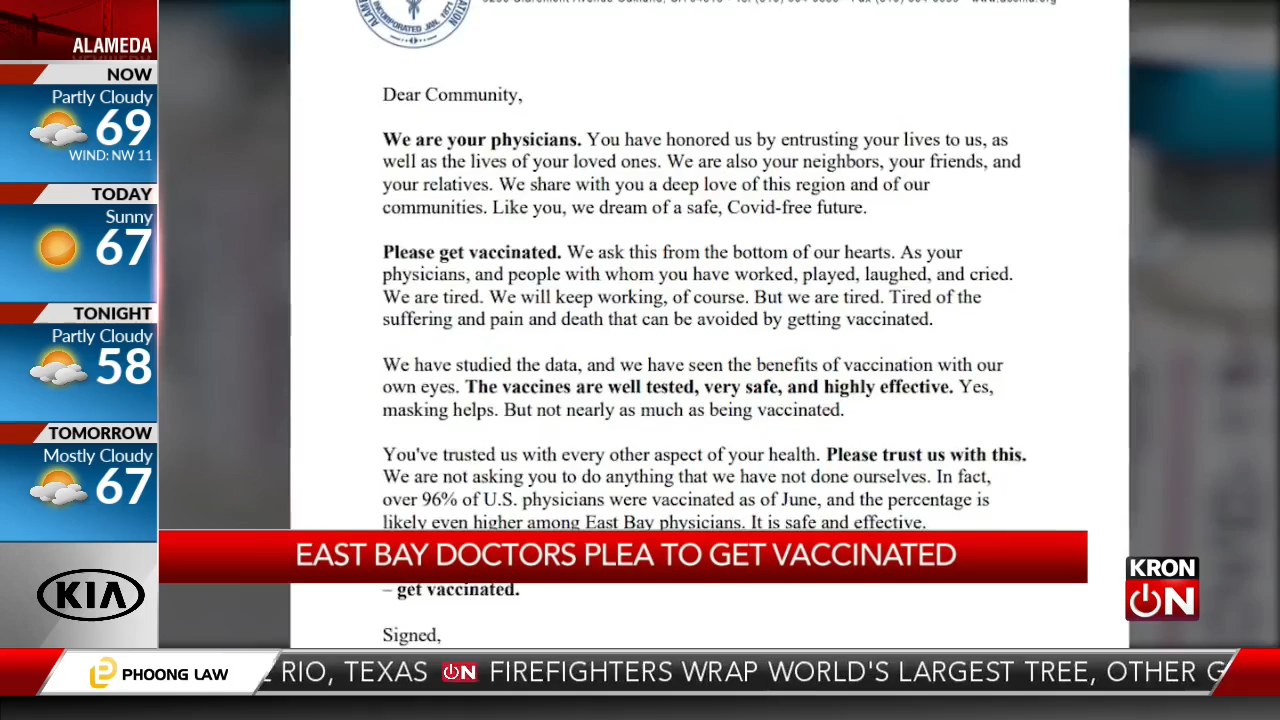 ALAMEDA
NOW
Partly Cloudy
69
WIND: NW 11
TODAY
Sunny
67
TONIGHT
Partly Cloudy
58
TOMORROW
Mostly Cloudy
67
KIA
INCORPORATED JAN. 1871
Dear Community,
We are your physicians. You have honored us by entrusting your lives to us, as
well as the lives of your loved ones. We are also your neighbors, your friends, and
your relatives. We share with you a deep love of this region and of our
communities. Like you, we dream of a safe, Covid-free future.
Please get vaccinated. We ask this from the bottom of our hearts. As your
physicians, and people with whom you have worked, played, laughed, and cried.
We are tired. We will keep working, of course. But we are tired. Tired of the
suffering and pain and death that can be avoided by getting vaccinated.
We have studied the data, and we have seen the benefits of vaccination with our
own eyes. The vaccines are well tested, very safe, and highly effective. Yes,
masking helps. But not nearly as much as being vaccinated.
You've trusted us with every other aspect of your health. Please trust us with this.
We are not asking you to do anything that we have not done ourselves. In fact,
over 96% of U.S. physicians were vaccinated as of June, and the percentage is
likely even higher among East Bay physicians. It is safe and effective.
EAST BAY DOCTORS PLEA TO GET VACCINATED
– get vaccinated.
Signed,
KRON
ON
PHOONG LAW
RIO, TEXAS ON FIREFIGHTERS WRAP WORLD'S LARGEST TREE, OTHER G